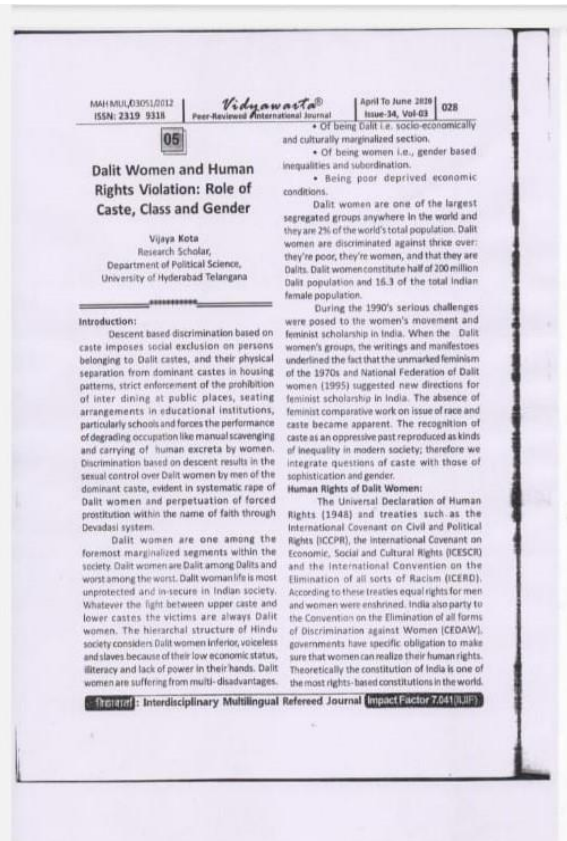 MAH MUL/03051/2012
ISSN: 2319 9318
Vidyawarta®
Peer-Reviewed International Journal
April To June 2020
Issue-34, Vol-03
028
05
Dalit Women and Human
Rights Violation: Role of
Caste, Class and Gender
Vijaya Kota
Research Scholar,
Department of Political Science,
University of Hyderabad Telangana
Introduction:
Descent based discrimination based on
caste imposes social exclusion on persons
belonging to Dalit castes, and their physical
separation from dominant castes in housing
patterns, strict enforcement of the prohibition
of inter dining at public places, seating
arrangements in educational institutions,
particularly schools and forces the performance
of degrading occupation like manual scavenging
and carrying of human excreta by women.
Discrimination based on descent results in the
sexual control over Dalit women by men of the
dominant caste, evident in systematic rape of
Dalit women and perpetuation of forced
prostitution within the name of faith through
Devadasi system.
Dalit women are one among the
foremost marginalized segments within the
society. Dalit women are Dalit among Dalits and
worst among the worst. Dalit woman life is most
unprotected and in-secure in Indian society.
Whatever the fight between upper caste and
lower castes the victims are always Dalit
women. The hierarchal structure of Hindu
society considers Dalit women inferior, voiceless
and slaves because of their low economic status,
illiteracy and lack of power in their hands. Dalit
women are suffering from multi- disadvantages.
• Of being Dalit i.e. socio-economically
and culturally marginalized section.
• Of being women i.e., gender based
inequalities and subordination.
• Being poor deprived economic
conditions.
Dalit women are one of the largest
segregated groups anywhere in the world and
they are 2% of the world's total population. Dalit
women are discriminated against thrice over:
they're poor, they're women, and that they are
Dalits. Dalit women constitute half of 200 million
Dalit population and 16.3 of the total Indian
female population.
During the 1990's serious challenges
were posed to the women's movement and
feminist scholarship in India. When the Dalit
women's groups, the writings and manifestoes
underlined the fact that the unmarked feminism
of the 1970s and National Federation of Dalit
women (1995) suggested new directions for
feminist scholarship in India. The absence of
feminist comparative work on issue of race and
caste became apparent. The recognition of
caste as an oppressive past reproduced as kinds
of inequality in modern society; therefore we
integrate questions of caste with those of
sophistication and gender.
Human Rights of Dalit Women:
The Universal Declaration of Human
Rights (1948) and treaties such as the
International Covenant on Civil and Political
Rights (ICCPR), the International Covenant on
Economic, Social and Cultural Rights (ICESCR)
and the International Convention on the
Elimination of all sorts of Racism (ICERD).
According to these treaties equal rights for men
and women were enshrined. India also party to
the Convention on the Elimination of all forms
of Discrimination against Women (CEDAW),
governments have specific obligation to make
sure that women can realize their human rights.
Theoretically the constitution of India is one of
the most rights- based constitutions in the world.
: Interdisciplinary Multilingual Refereed Journal Impact Factor 7.041(IIJIF)